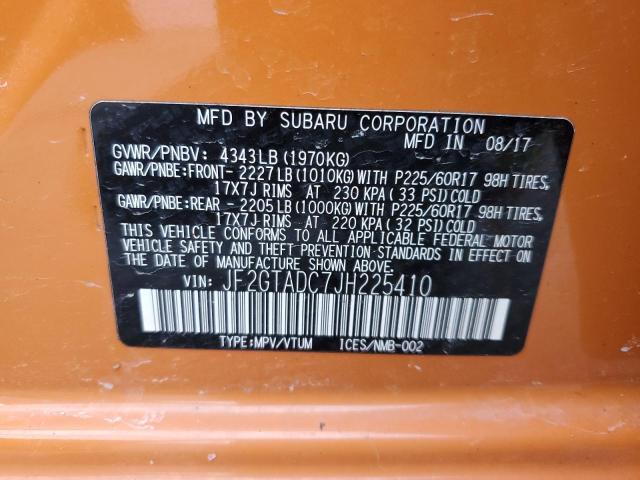 MFD BY SUBARU CORPORATION
MFD IN 08/17
GVWR/PNBV: 4343LB (1970KG)
GAWR/PNBE:FRONT- 2227LB(1010KG)WITH P225/60R17 98H TIRES,
17X7J RIMS AT 230 KPA(33 PSI)COLD
GAWR/PNBE:REAR - 2205LB(1000KG)WITH P225/60R17 98H TIRES,
17X7J RIMS AT 220 KPA(32 PSI)COLD
THIS VEHICLE CONFORMS TO ALL APPLICABLE FEDERAL MOTOR
VEHICLE SAFETY AND THEFT PREVENTION STANDARDS IN EFFECT ON
THE DATE OF MANUFACTURE SHOWN ABOVE.
VIN: JF2GTADC7JH225410
TYPE:MPV/VTUM ICES/NMB-002